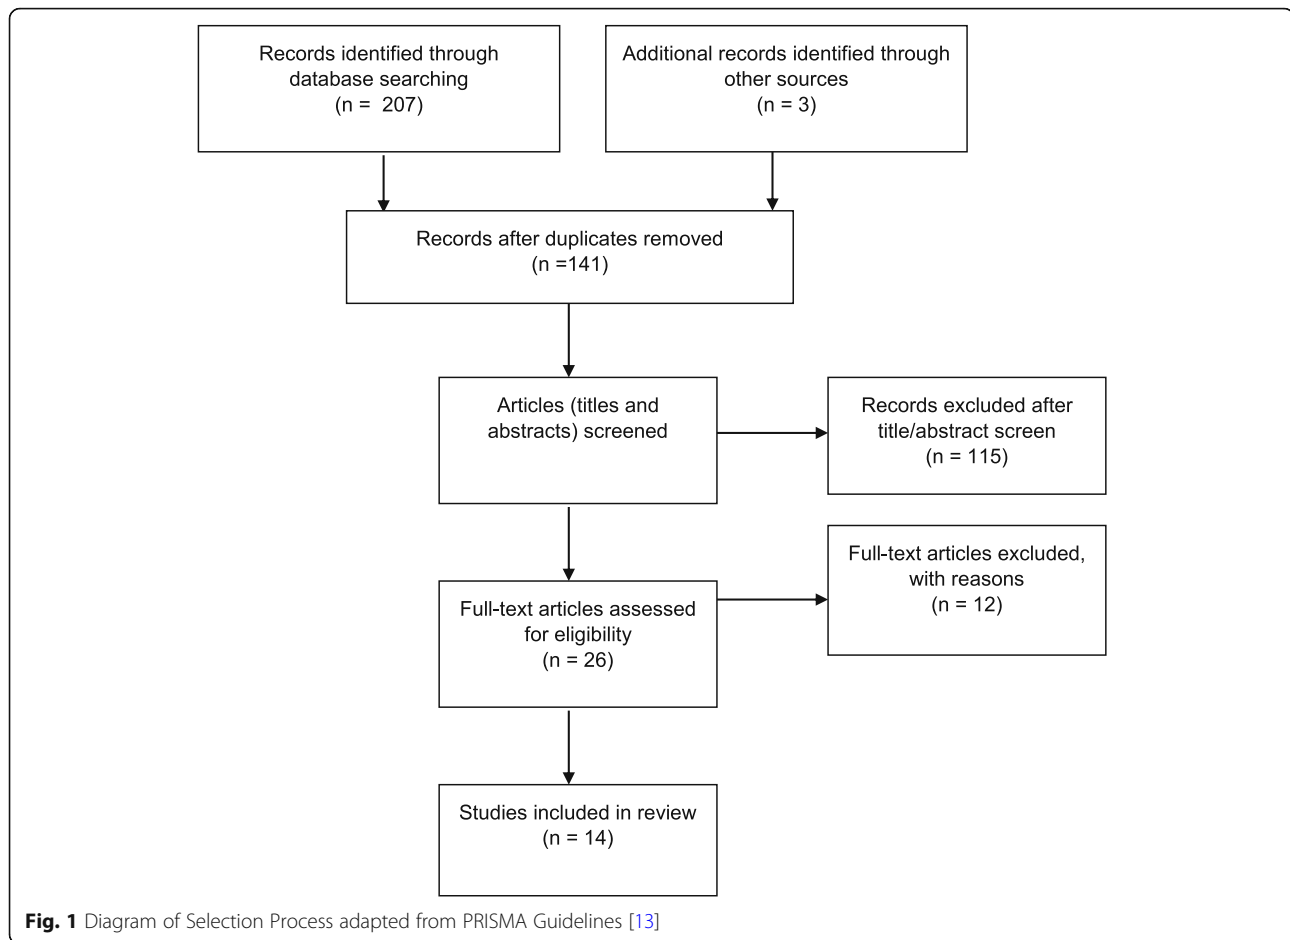 Records identified through
database searching
(n = 207)
Additional records identified through
other sources
(n = 3)
Records after duplicates removed
(n =141)
Articles (titles and
abstracts) screened
Records excluded after
title/abstract screen
(n = 115)
Full-text articles excluded,
with reasons
(n = 12)
Full-text articles assessed
for eligibility
(n = 26)
Studies included in review
(n = 14)
Fig. 1 Diagram of Selection Process adapted from PRISMA Guidelines [13]